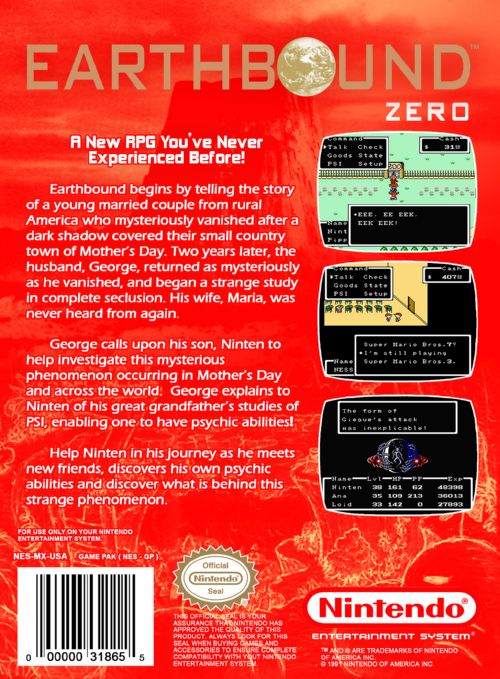 EARTHBOUND™
ZERO
A New RPG You've Never
Experienced Before!
Earthbound begins by telling the story
of a young married couple from rural
America who mysteriously vanished after a
dark shadow covered their small country
town of Mother's Day. Two years later, the
husband, George, returned as mysteriously
as he vanished, and began a strange study
in complete seclusion. His wife, Maria, was
never heard from again.
George calls upon his son, Ninten to
help investigate this mysterious
phenomenon occurring in Mother's Day
and across the world. George explains to
Ninten of his great grandfather's studies of
PSI, enabling one to have psychic abilities!
Help Ninten in his journey as he meets
new friends, discovers his own psychic
abilities and discover what is behind this
strange phenomenon.
Command
Talk Check
Goods State
PSI Setup
Cash
$ 318
Name
Nint
Pipp
•EEE. EE EEK.
EEK EEK!
Command
Talk Check
Goods State
PSI Setup
Cash
$ 4078
Name
NESS
Super Mario Bros.7?
•I'm still playing
Super Mario Bros.3.
The form of
Giegue's attack
was inexplicable!
Name Lvl HP PP Exp
Ninten 38 161 62 48398
Ana 35 109 213 36013
Loid 33 142 0 27893
FOR USE ONLY ON YOUR NINTENDO
ENTERTAINMENT SYSTEM.
NES-MX-USA GAME PAK ( NES - GP )
0 00000 31865 5
Official
Nintendo®
Seal
THIS OFFICIAL SEAL IS YOUR
ASSURANCE THAT NINTENDO HAS
APPROVED THE QUALITY OF THIS
PRODUCT. ALWAYS LOOK FOR THIS
SEAL WHEN BUYING GAMES AND
ACCESSORIES TO ENSURE COMPLETE
COMPATIBILITY WITH YOUR NINTENDO
ENTERTAINMENT SYSTEM.
Nintendo®
ENTERTAINMENT SYSTEM®
™ AND ® ARE TRADEMARKS OF NINTENDO
OF AMERICA INC.
© 1991 NINTENDO OF AMERICA INC.